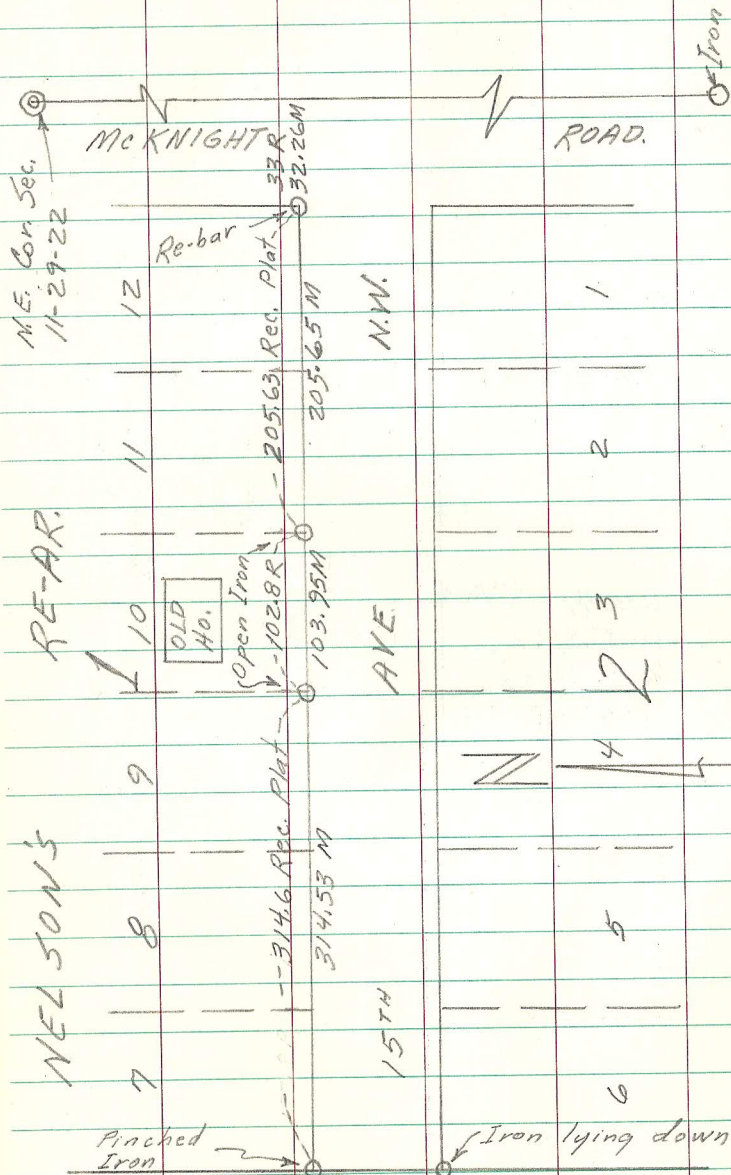 N.E. Cor. Sec.
11-29-22
McKNIGHT
ROAD.
Iron
33 R
32.26M
Re-bar
205.63 Rec. Plat
205.65 M
12
11
10
9
8
7
RE-AR.
NELSON'S
1
OLD
HO.
Open Iron
102.8R
103.95M
314.6 Rec. Plat
314.53 M
15TH
AVE
N.W.
1
2
3
4
5
6
2
N
Pinched
Iron
Iron lying down